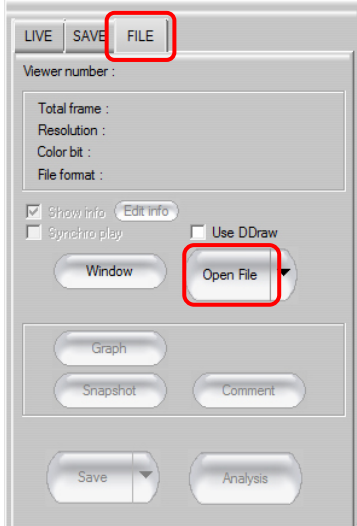 LIVE SAVE FILE
Viewer number :
Total frame :
Resolution :
Color bit :
File format :
Show info Edit info
Synchro play Use DDraw
Window Open File
Graph
Snapshot Comment
Save Analysis